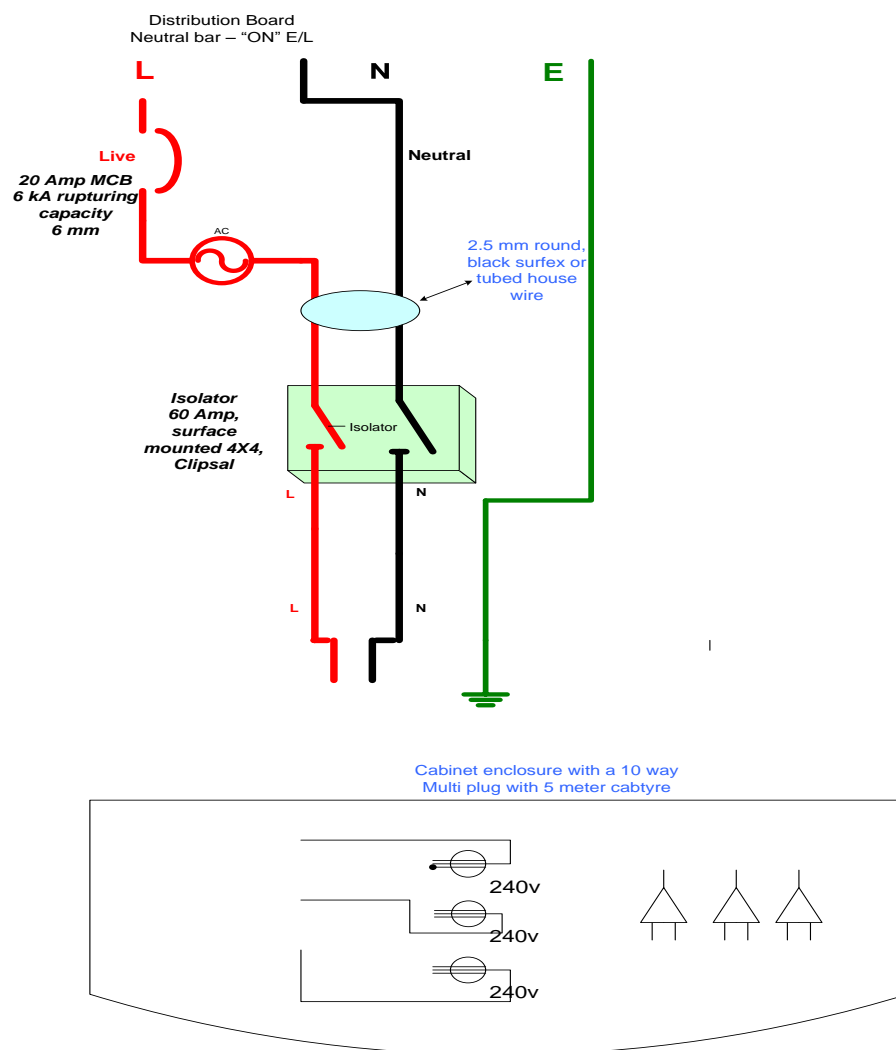 Distribution Board
Neutral bar – “ON” E/L
L
N
E
Live
Neutral
20 Amp MCB
6 kA rupturing
capacity
6 mm
AC
2.5 mm round,
black surfex or
tubed house
wire
Isolator
60 Amp,
surface
mounted 4X4,
Clipsal
Isolator
L
N
L
N
Cabinet enclosure with a 10 way
Multi plug with 5 meter cabtyre
240v
240v
240v